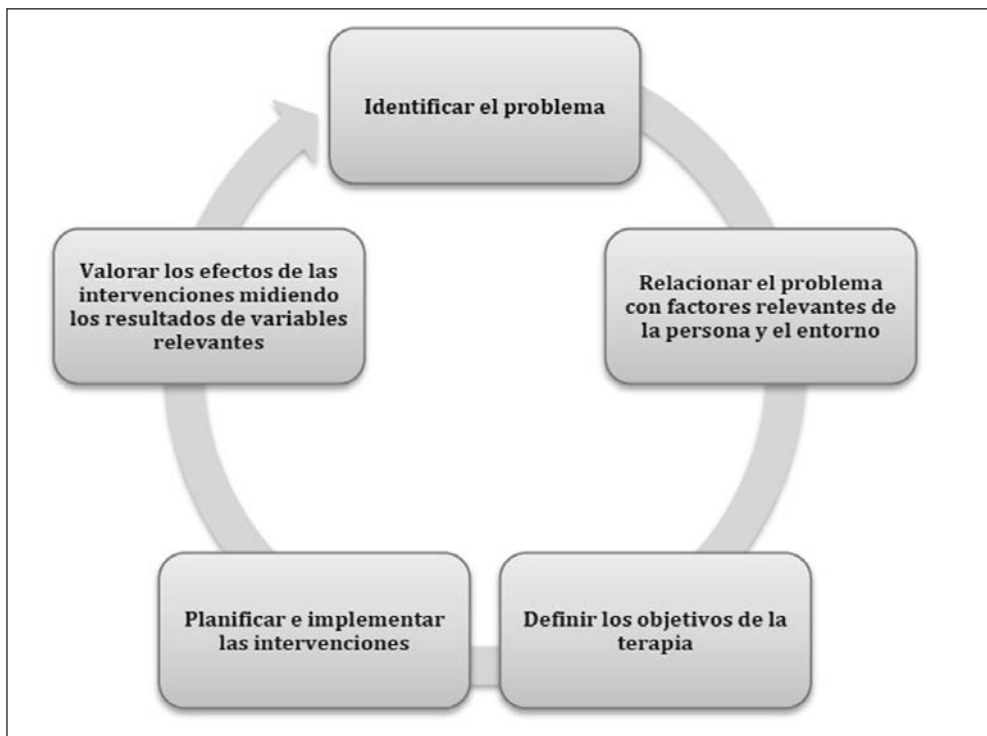 Identificar el problema
Relacionar el problema
con factores relevantes de
la persona y el entorno
Definir los objetivos de la
terapia
Planificar e implementar
las intervenciones
Valorar los efectos de las
intervenciones midiendo
los resultados de variables
relevantes